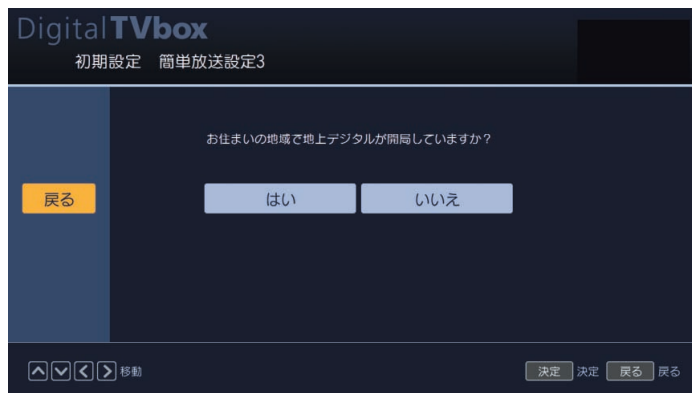 DigitalTVbox
初期設定 簡単放送設定3
お住まいの地域で地上デジタルが開局していますか?
戻る はい いいえ
移動 決定 決定 戻る 戻る